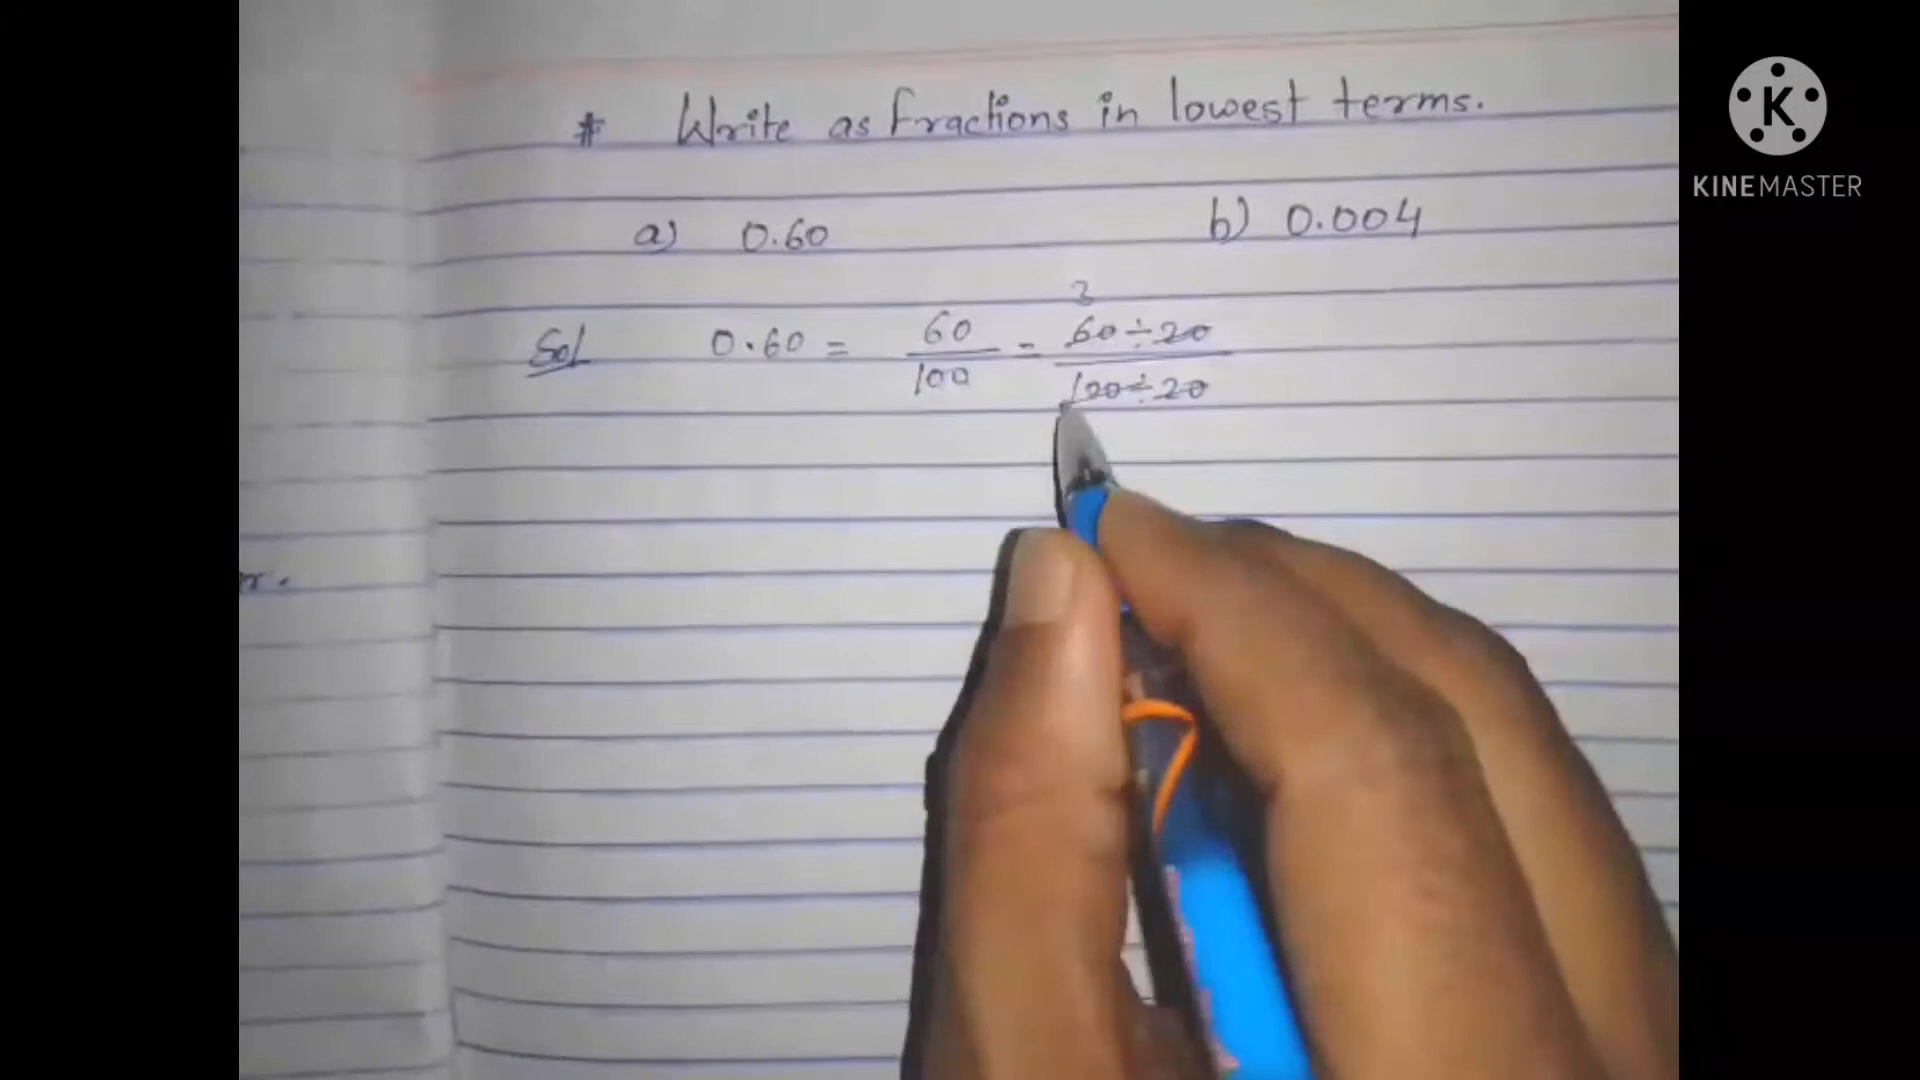 * Write as fractions in lowest terms.
a) 0.60 b) 0.004
3
Sol 0.60 = 60/100 = 60÷20/100÷20
r.
K
KINEMASTER